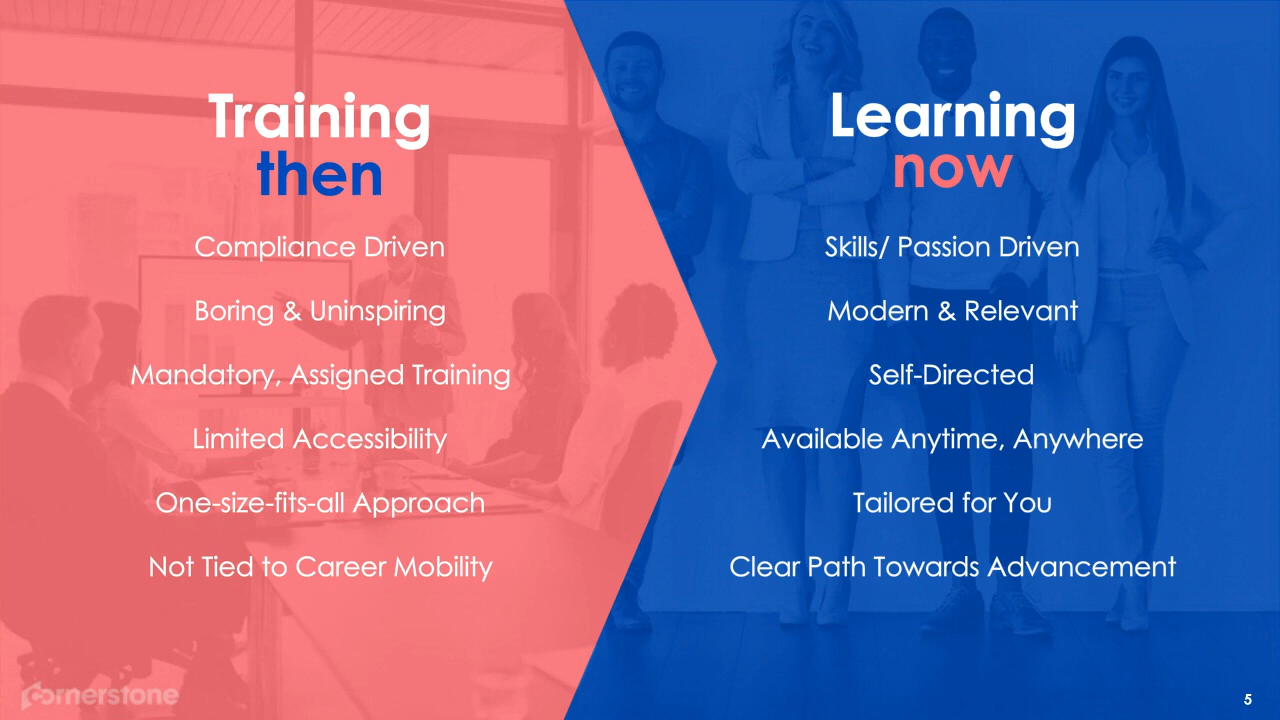 Training
then
Compliance Driven
Boring & Uninspiring
Mandatory, Assigned Training
Limited Accessibility
One-size-fits-all Approach
Not Tied to Career Mobility
Learning
now
Skills/ Passion Driven
Modern & Relevant
Self-Directed
Available Anytime, Anywhere
Tailored for You
Clear Path Towards Advancement
cornerstone
5